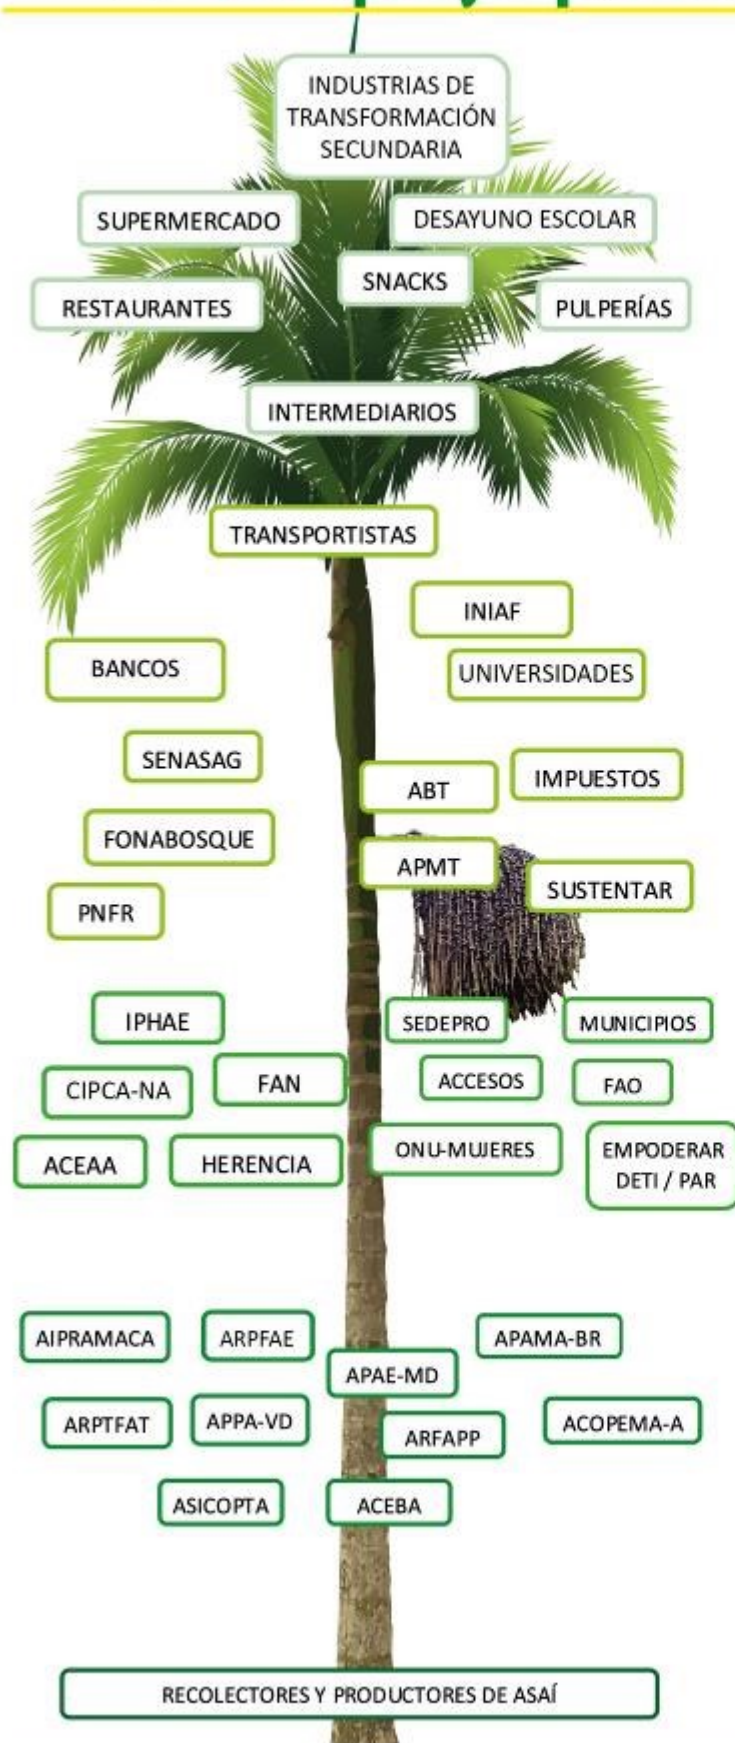 INDUSTRIAS DE
TRANSFORMACIÓN
SECUNDARIA
SUPERMERCADO
DESAYUNO ESCOLAR
SNACKS
RESTAURANTES
PULPERÍAS
INTERMEDIARIOS
TRANSPORTISTAS
INIAF
BANCOS
UNIVERSIDADES
SENASAG
ABT
IMPUESTOS
FONABOSQUE
APMT
SUSTENTAR
PNFR
IPHAE
SEDEPRO
MUNICIPIOS
CIPCA-NA
FAN
ACCESOS
FAO
ACEAA
HERENCIA
ONU-MUJERES
EMPODERAR
DETI / PAR
AIPRAMACA
ARPFAE
APAMA-BR
APAE-MD
ARPTFAT
APPA-VD
ARFAPP
ACOPEMA-A
ASICOPTA
ACEBA
RECOLECTORES Y PRODUCTORES DE ASAÍ